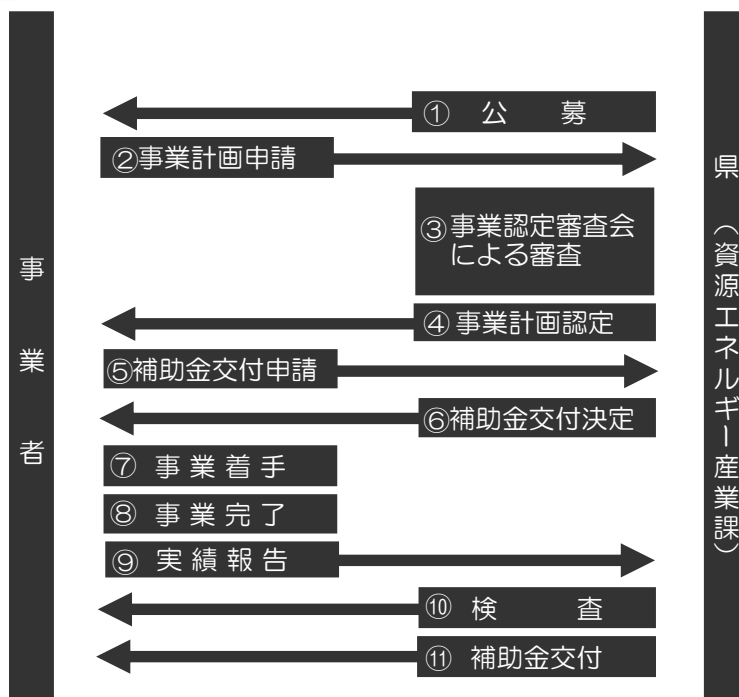 事業者
① 公　募
②事業計画申請
③事業認定審査会
による審査
④事業計画認定
⑤補助金交付申請
⑥補助金交付決定
⑦ 事業着手
⑧ 事業完了
⑨ 実績報告
⑩ 検　査
⑪ 補助金交付
県（資源エネルギー産業課）